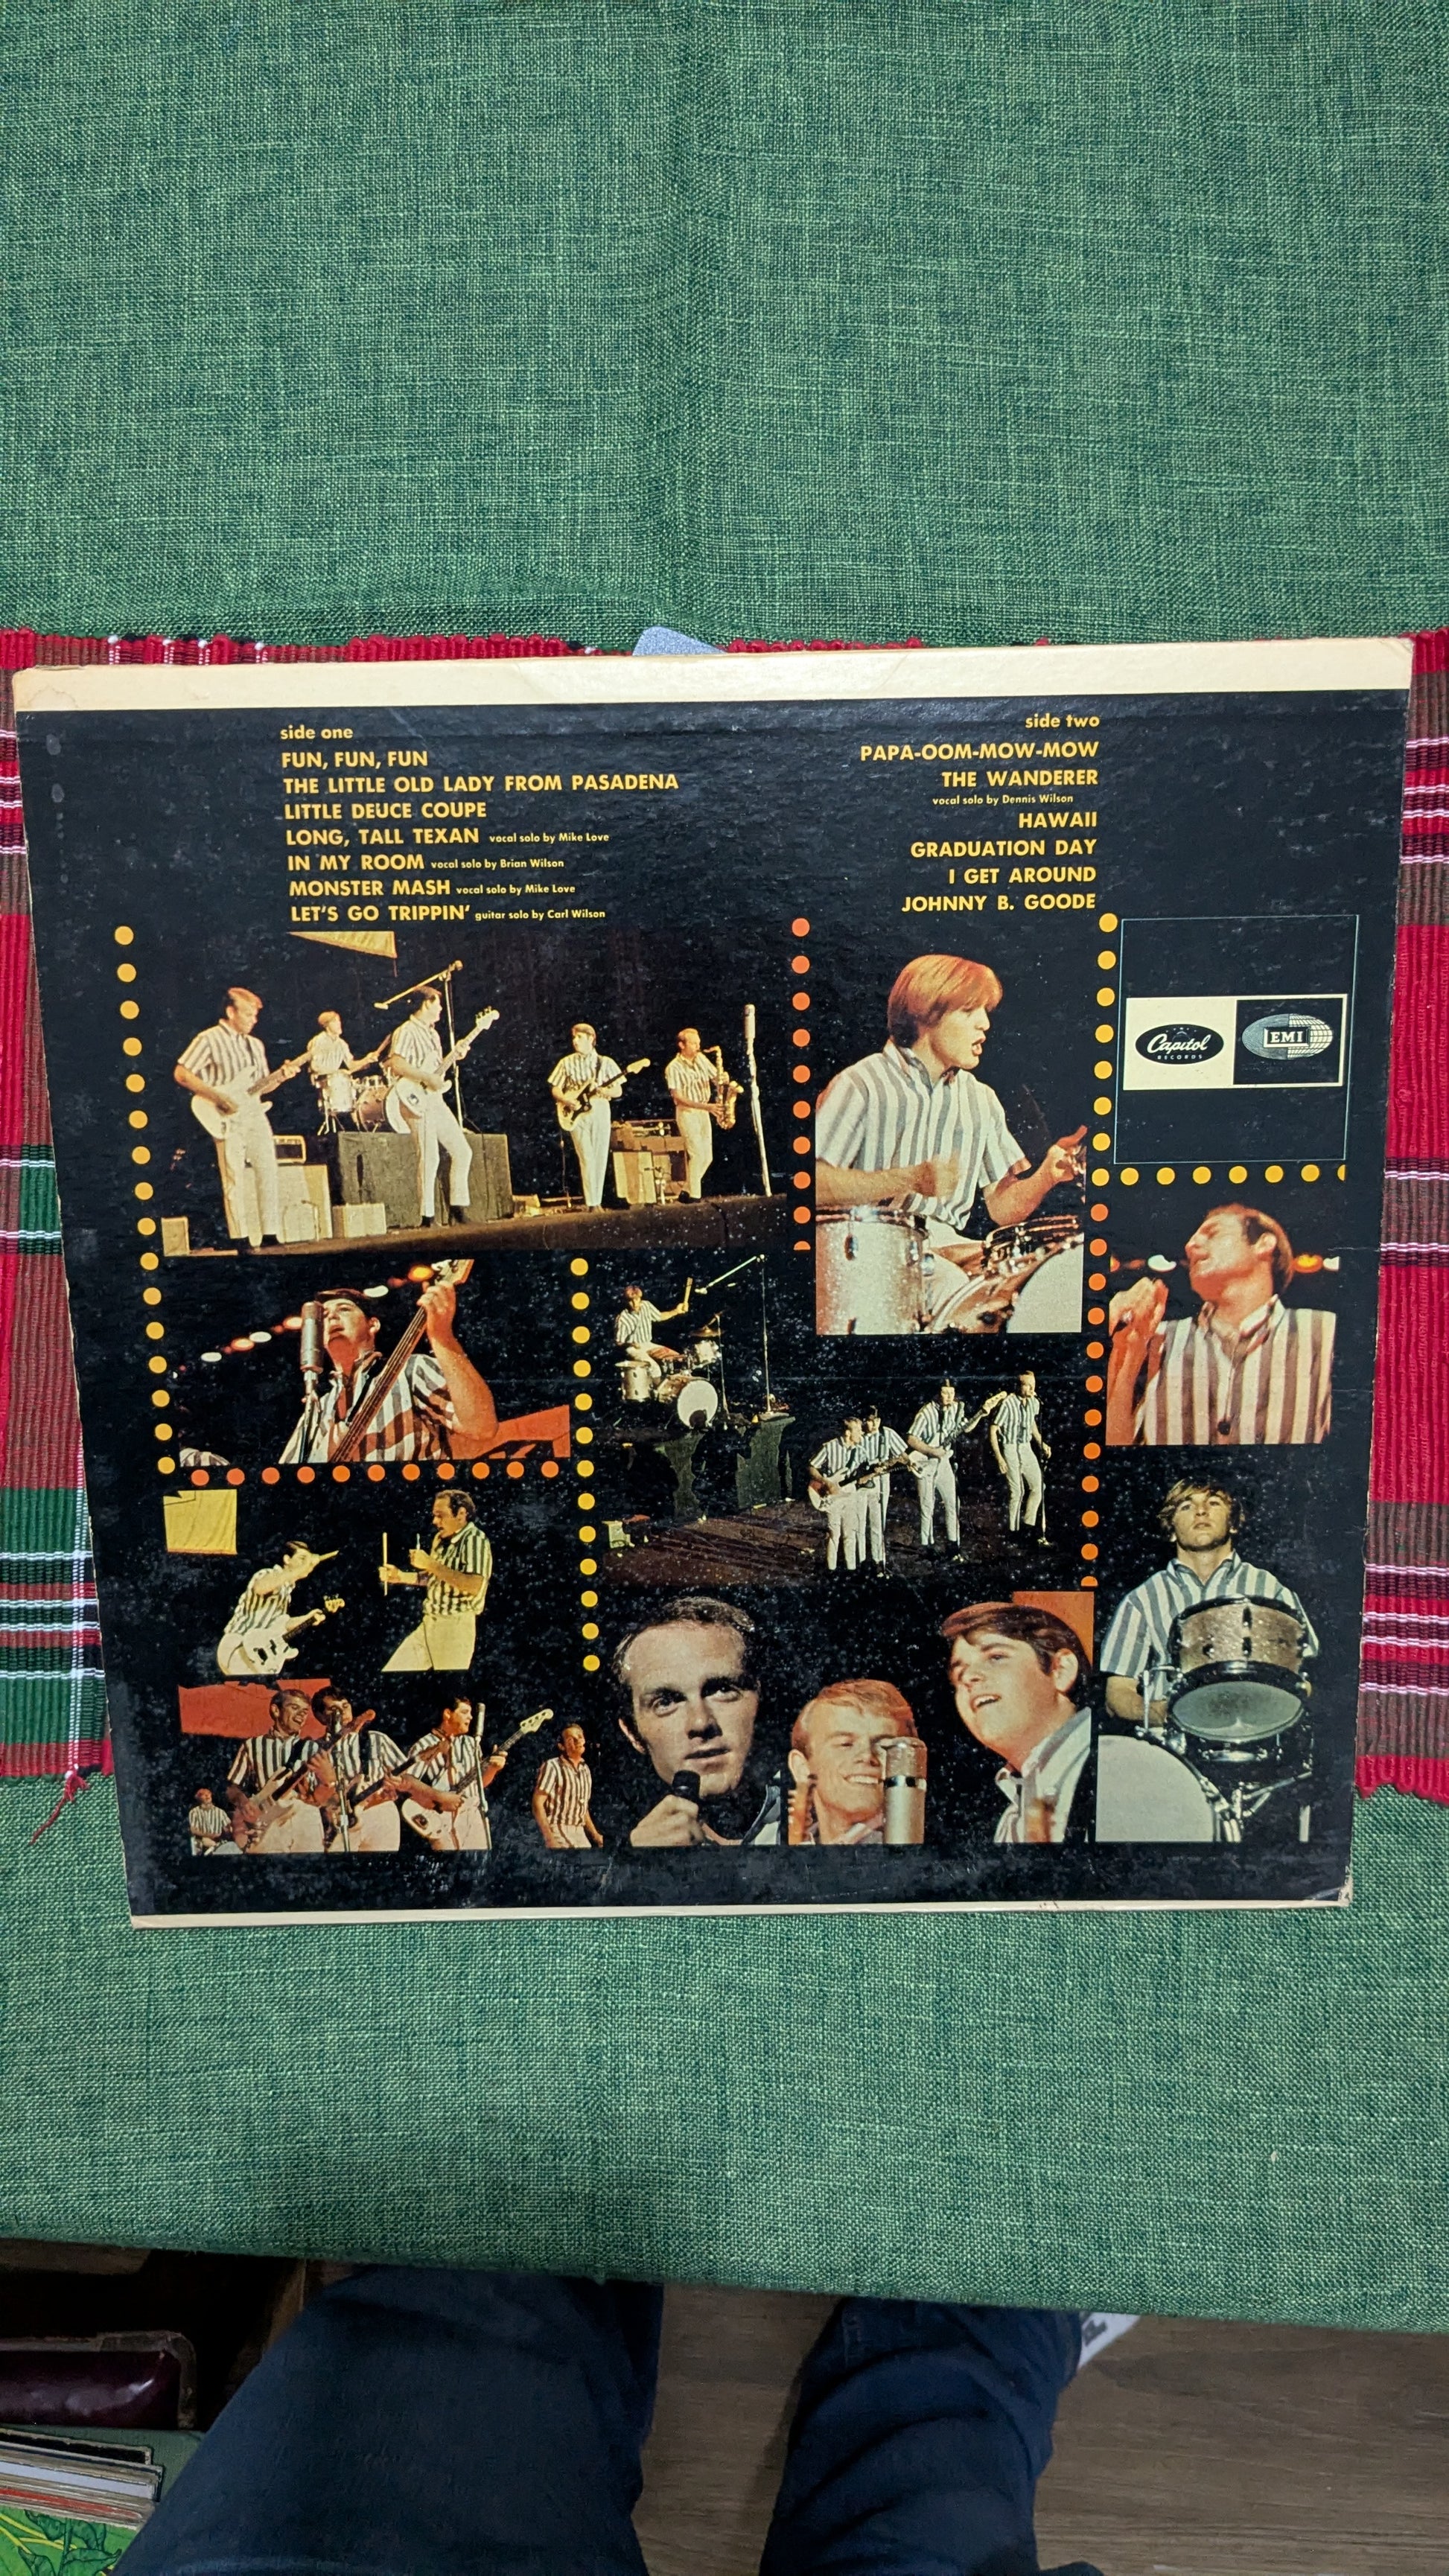 side one
FUN, FUN, FUN
THE LITTLE OLD LADY FROM PASADENA
LITTLE DEUCE COUPE
LONG, TALL TEXAN vocal solo by Mike Love
IN MY ROOM vocal solo by Brian Wilson
MONSTER MASH vocal solo by Mike Love
LET'S GO TRIPPIN' guitar solo by Carl Wilson
side two
PAPA-OOM-MOW-MOW
THE WANDERER
vocal solo by Dennis Wilson
HAWAII
GRADUATION DAY
I GET AROUND
JOHNNY B. GOODE
Capitol
RECORDS
EMI